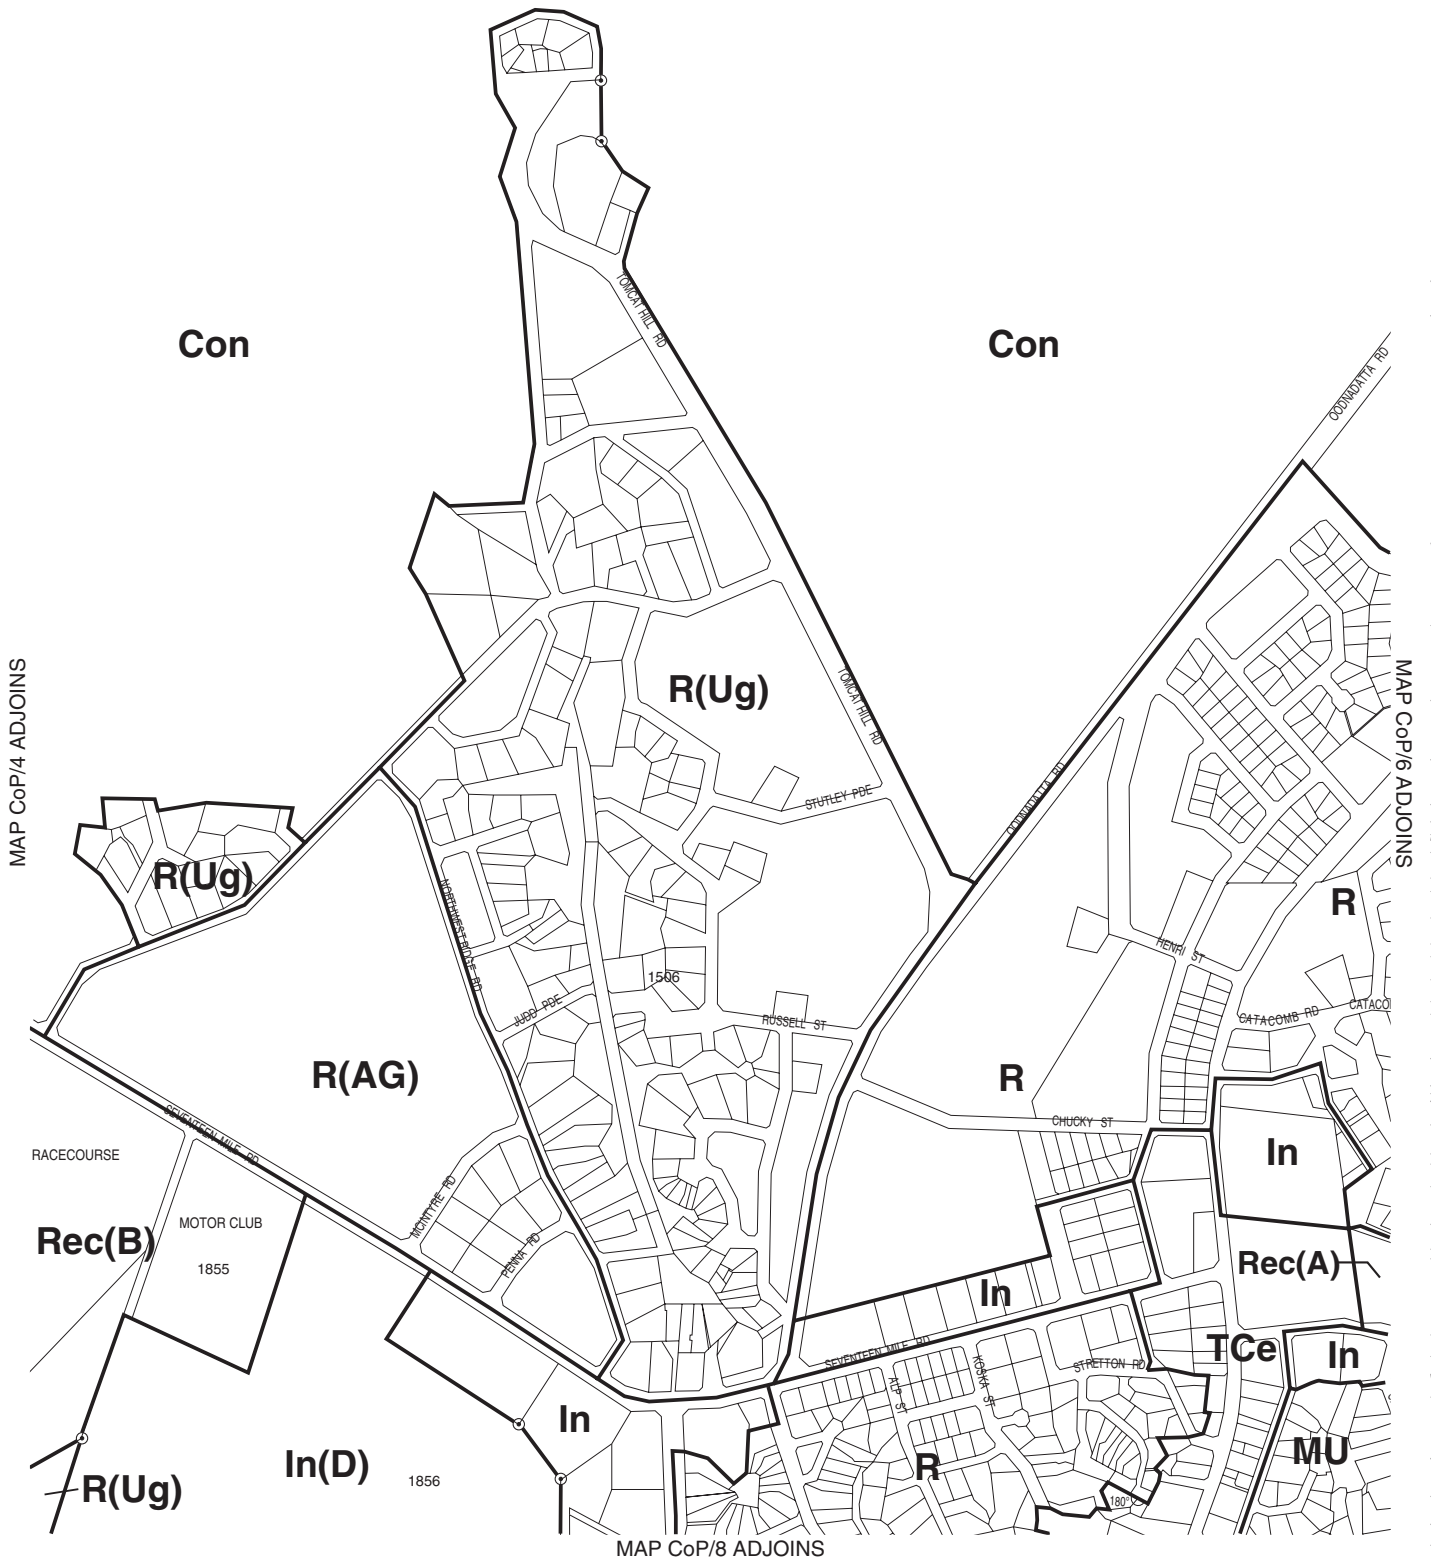 TOMCAT HILL RD
Con
Con
OODNADATTA RD
MAP CoP/4 ADJOINS
MAP CoP/6 ADJOINS
R(Ug)
TOMCAT HILL RD
OODNADATTA RD
STUTLEY PDE
R(Ug)
R
NORTHWEST RIDGE RD
HENRI ST
1506
JUDD PDE
RUSSELL ST
CATACOMB RD
CATACO
R(AG)
R
CHUCKY ST
SEVENTEEN MILE RD
RACECOURSE
In
MCINTYRE RD
MOTOR CLUB
Rec(B)
PENNA RD
1855
Rec(A)
In
SEVENTEEN MILE RD
TCe
In
STRETTON RD
KOSKA ST
ALP ST
In
MU
In(D)
1856
R
R(Ug)
180°
MAP CoP/8 ADJOINS